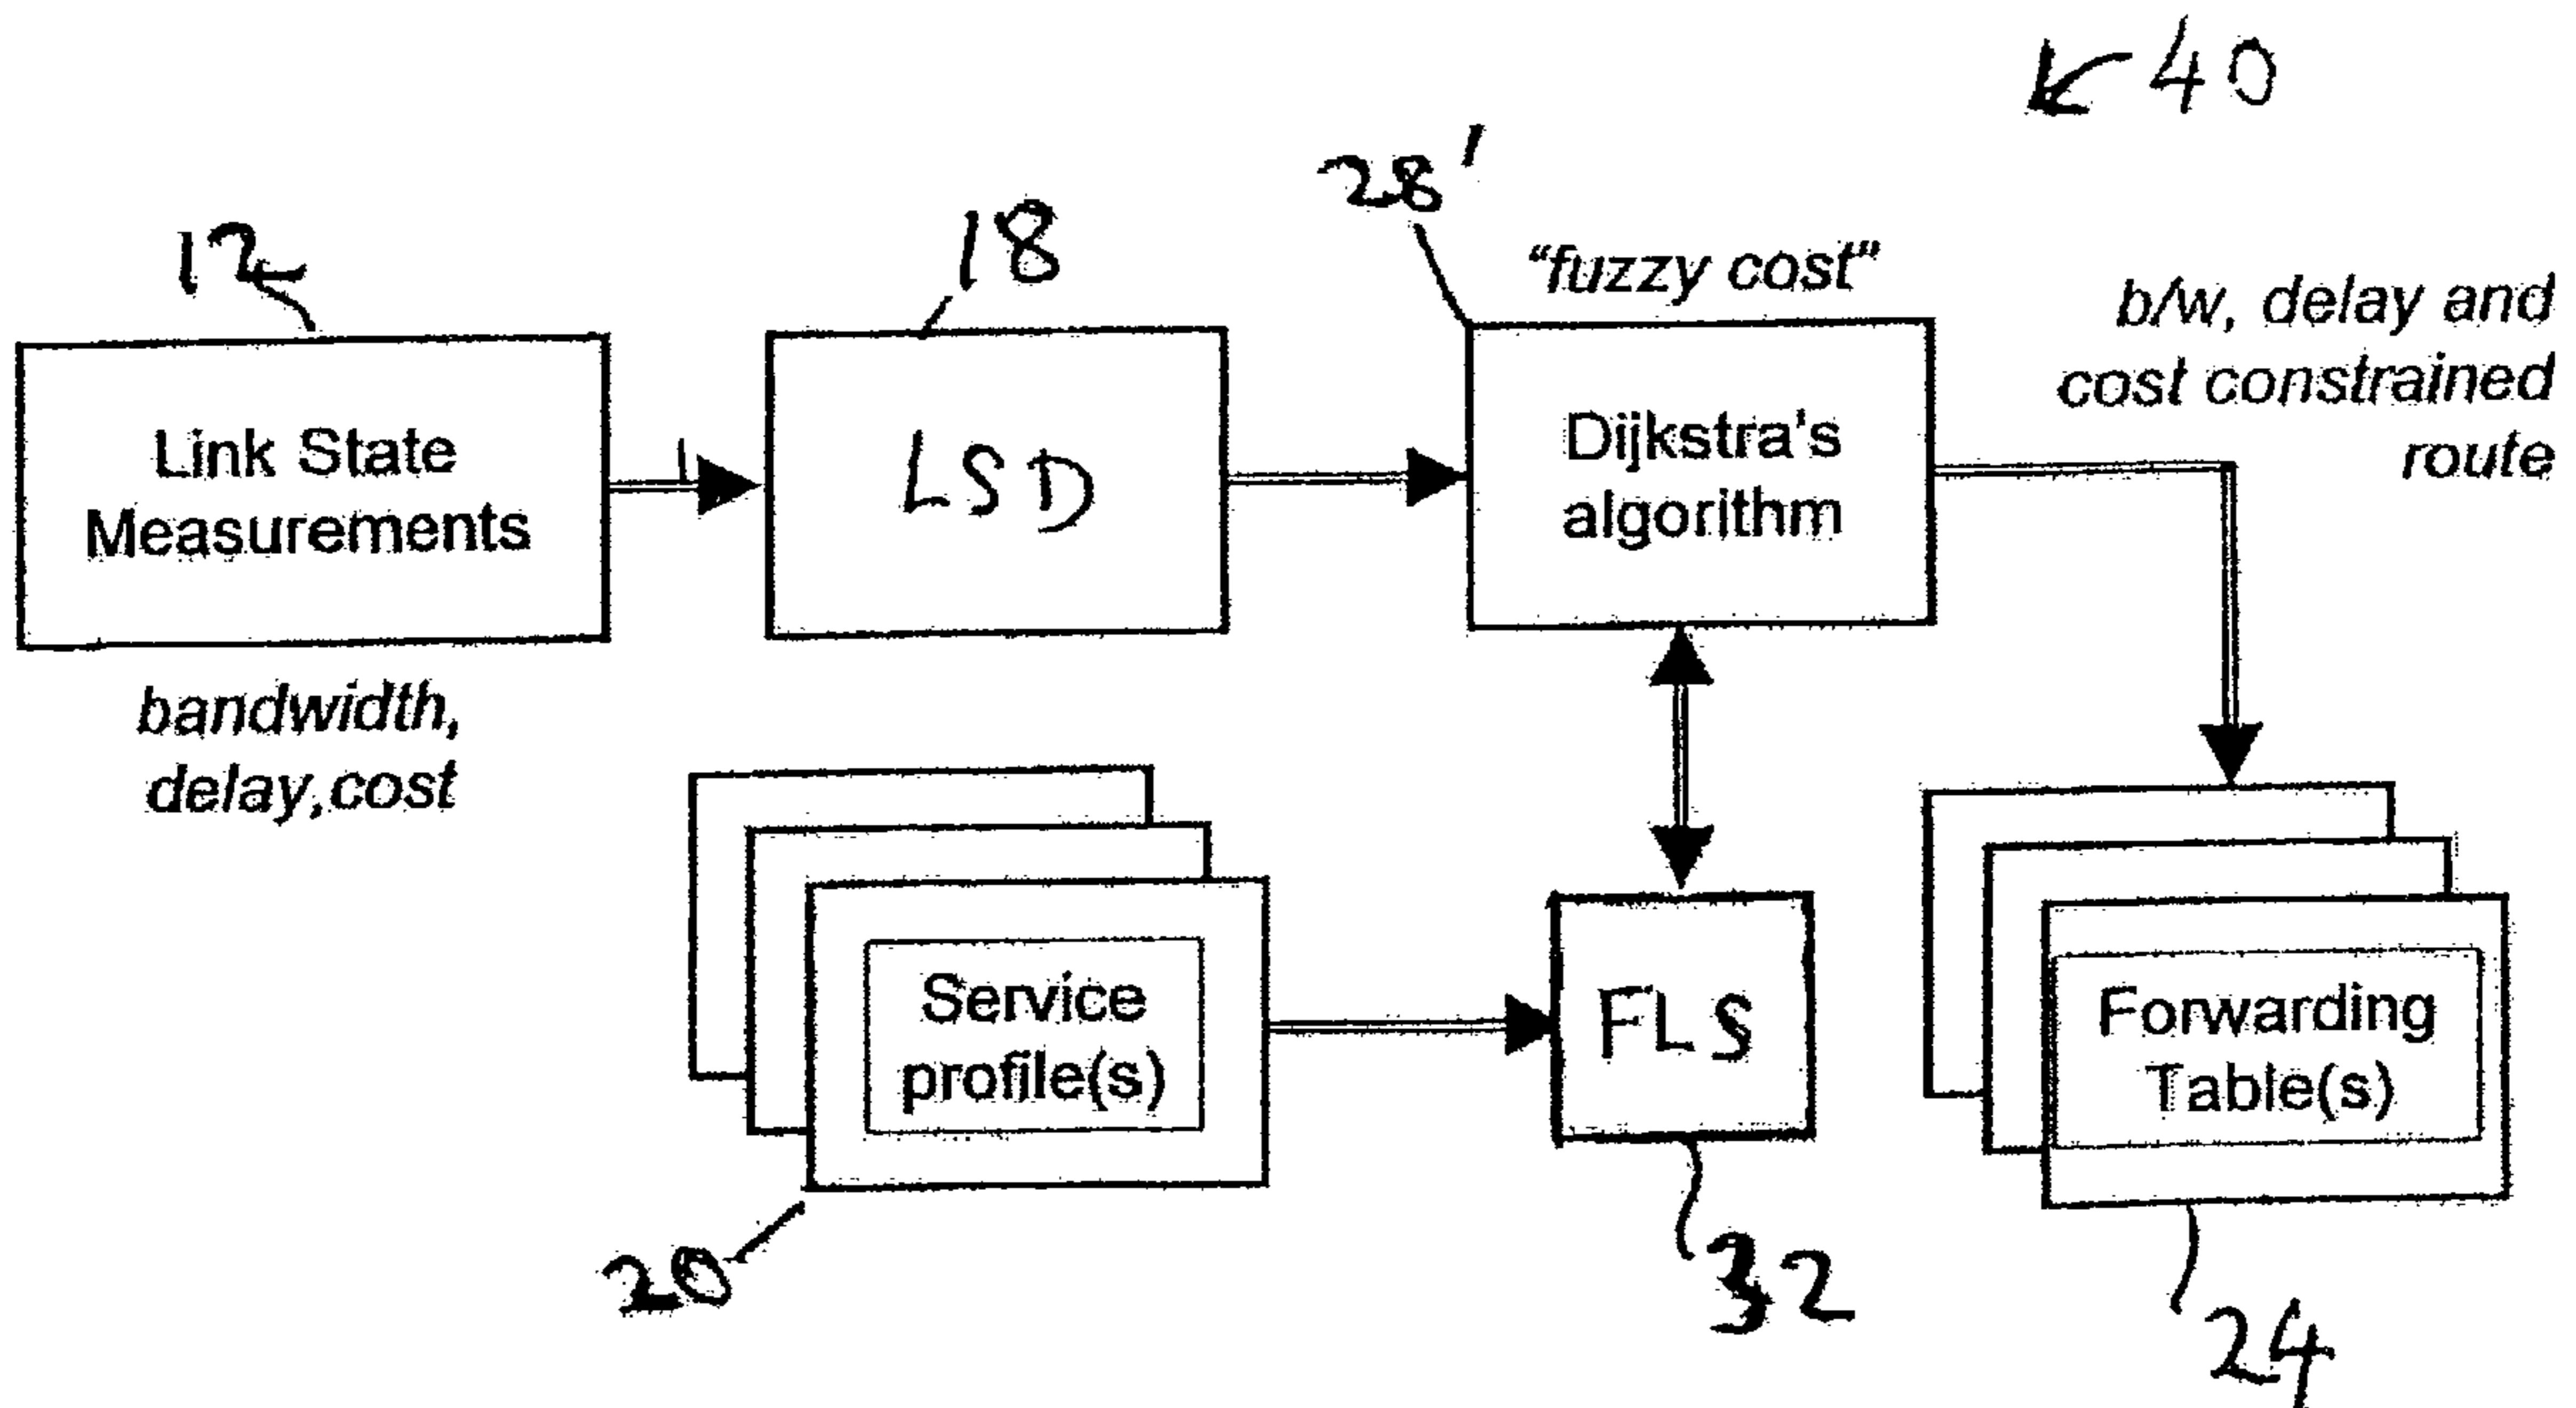 40
12
18
28'
"fuzzy cost"
b/w, delay and
cost constrained
route
Link State
Measurements
LSD
Dijkstra's
algorithm
bandwidth,
delay,cost
Service
profile(s)
FLS
Forwarding
Table(s)
20
32
24